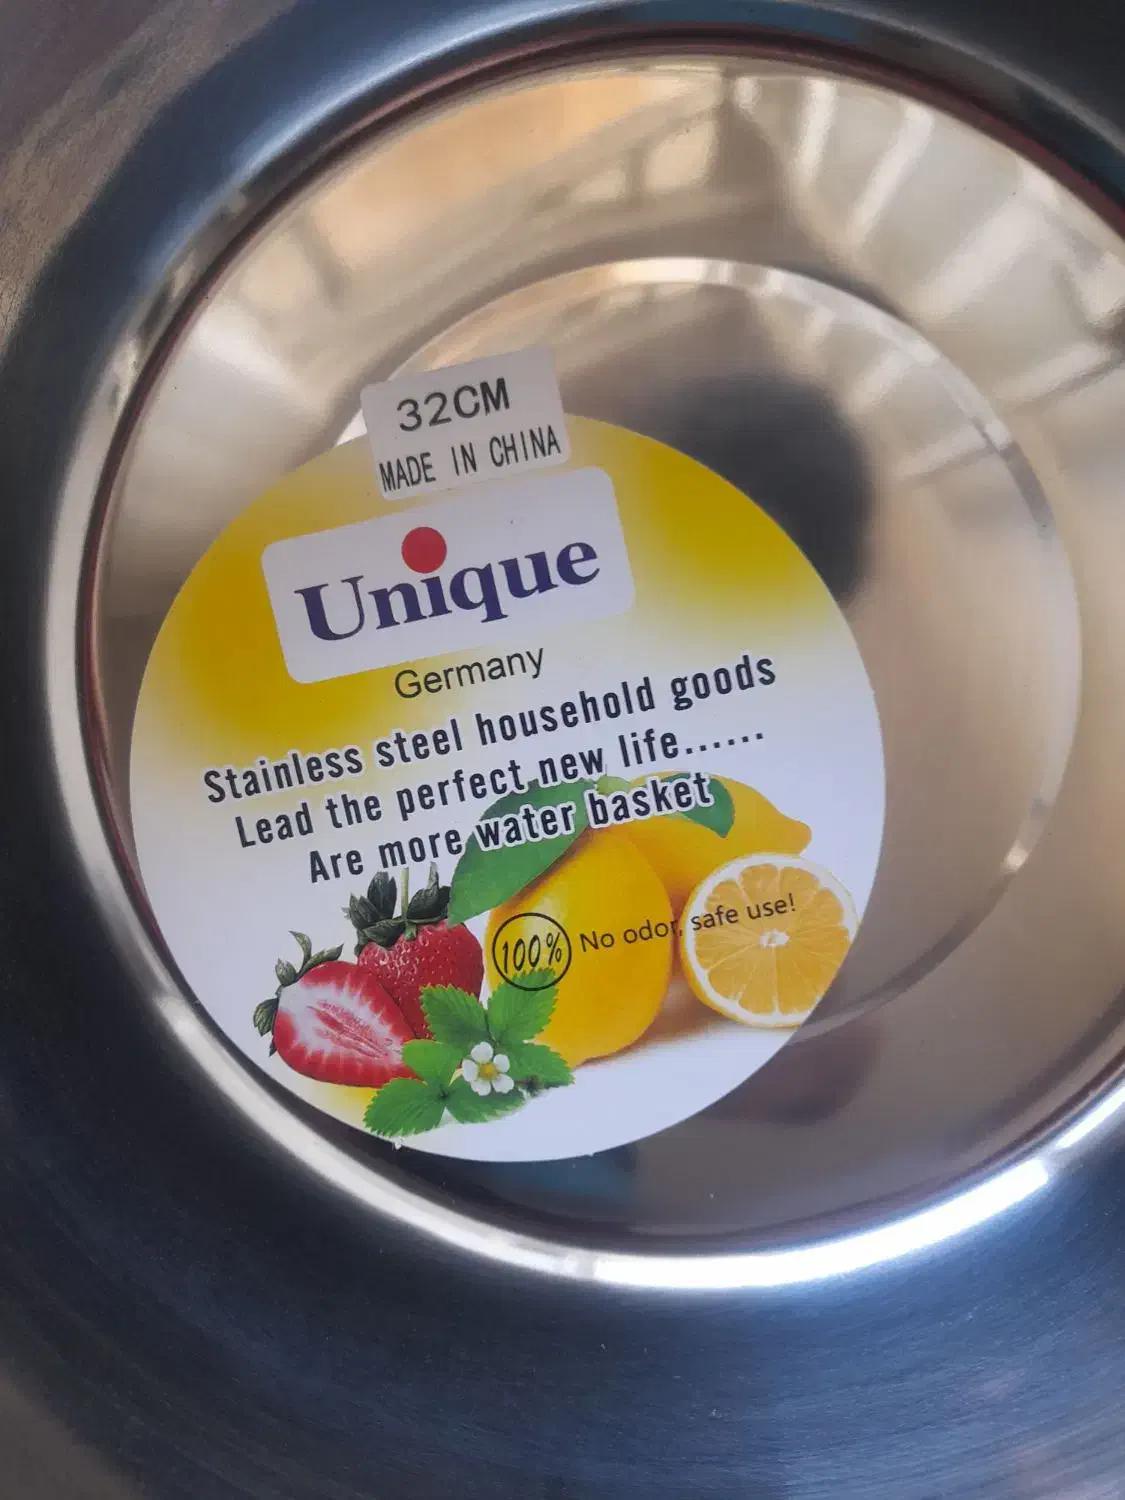 32CM
MADE IN CHINA
Unique
Germany
Stainless steel household goods
Lead the perfect new life......
Are more water basket
100% No odor, safe use!